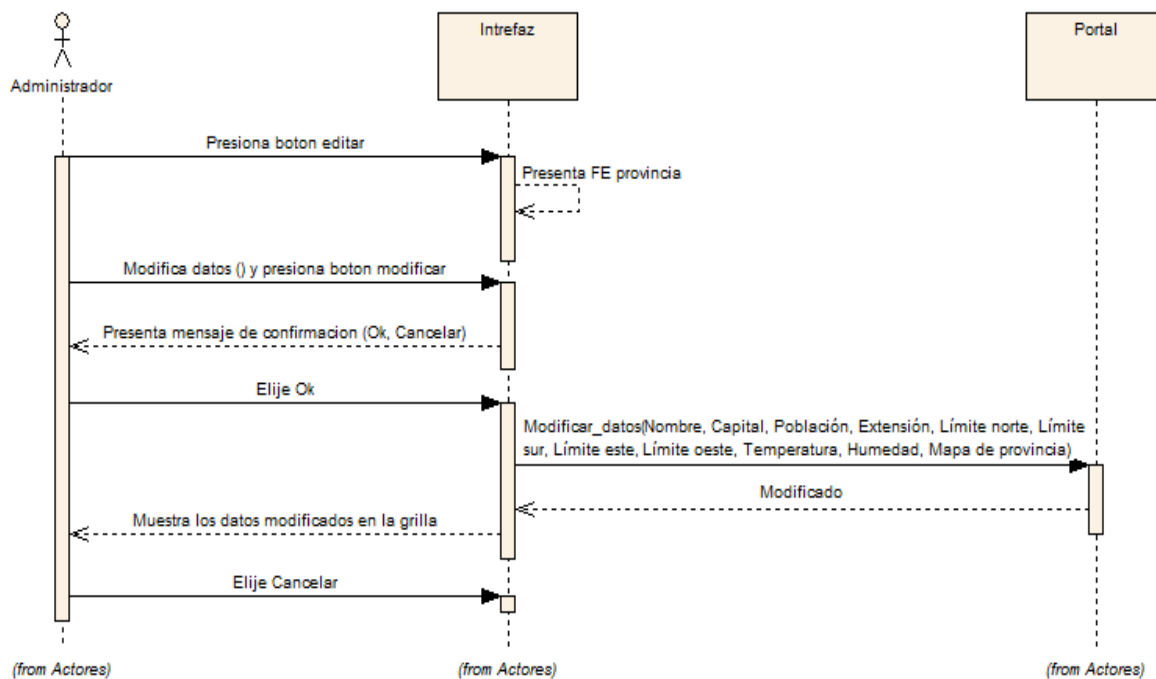 Intrefaz
Portal
Administrador
Presiona boton editar
Presenta FE provincia
Modifica datos () y presiona boton modificar
Presenta mensaje de confirmacion (Ok, Cancelar)
Elije Ok
Modificar_datos(Nombre, Capital, Población, Extensión, Límite norte, Límite
sur, Límite este, Límite oeste, Temperatura, Humedad, Mapa de provincia)
Modificado
Muestra los datos modificados en la grilla
Elije Cancelar
(from Actores)
(from Actores)
(from Actores)